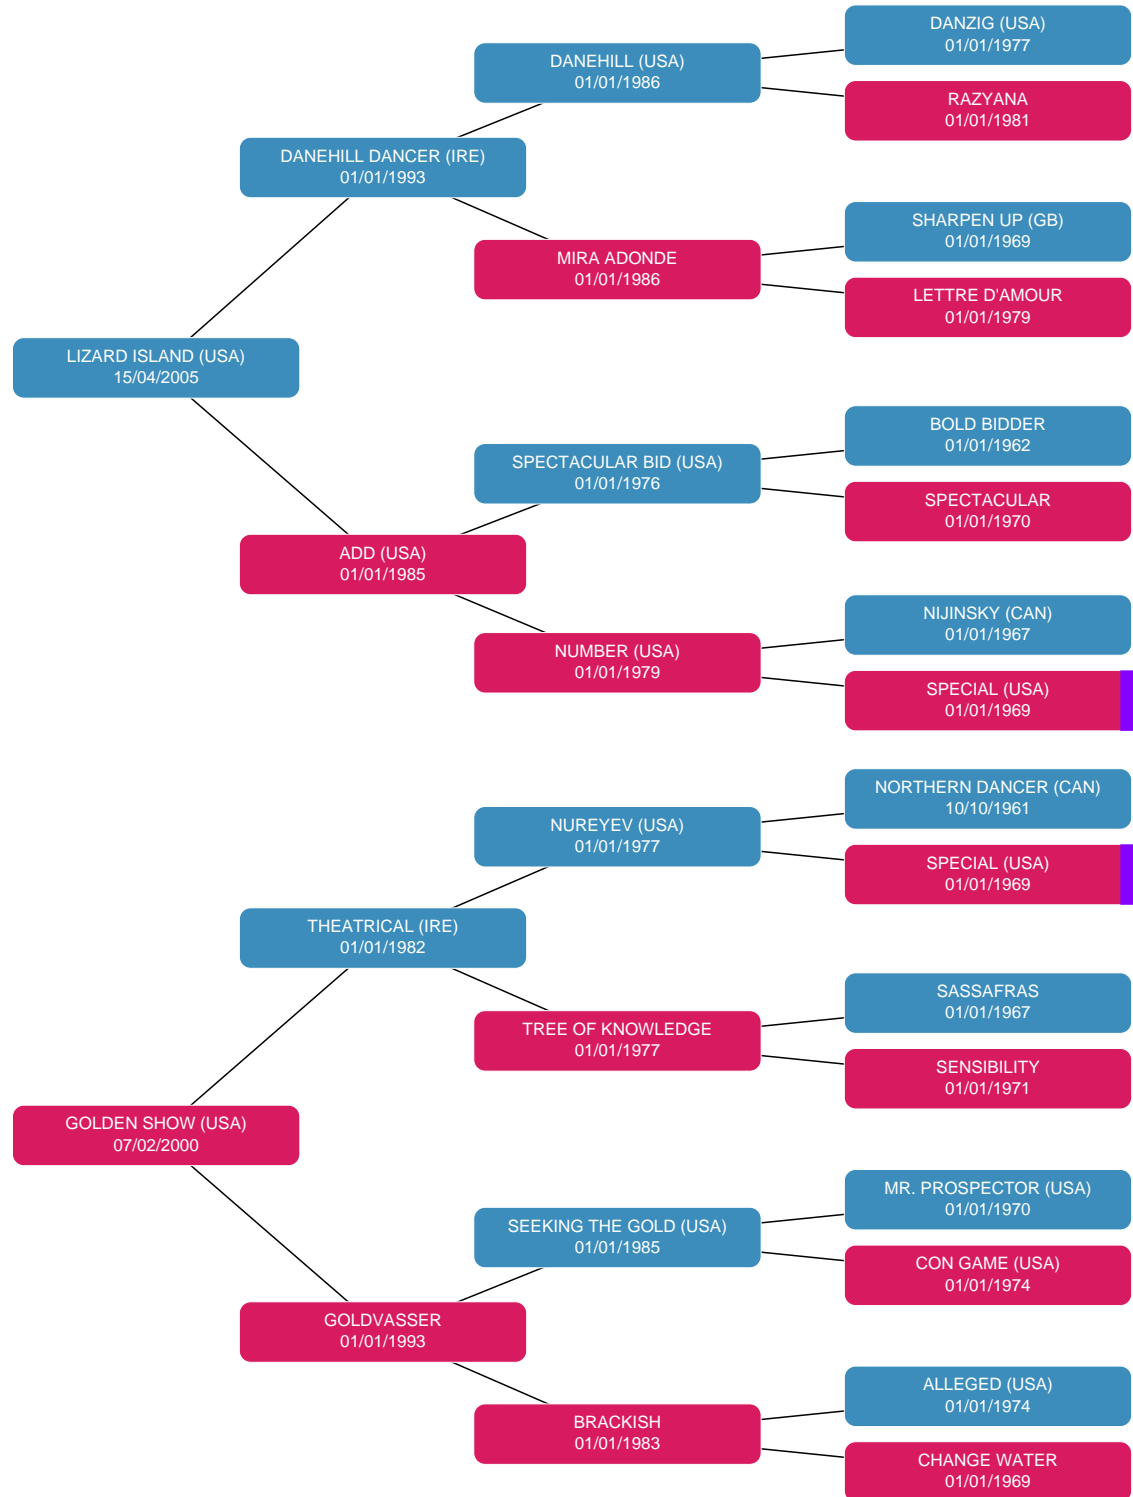 DANZIG (USA)
01/01/1977
DANEHILL (USA)
01/01/1986
RAZYANA
01/01/1981
DANEHILL DANCER (IRE)
01/01/1993
SHARPEN UP (GB)
01/01/1969
MIRA ADONDE
01/01/1986
LETTRE D'AMOUR
01/01/1979
LIZARD ISLAND (USA)
15/04/2005
BOLD BIDDER
01/01/1962
SPECTACULAR BID (USA)
01/01/1976
SPECTACULAR
01/01/1970
ADD (USA)
01/01/1985
NIJINSKY (CAN)
01/01/1967
NUMBER (USA)
01/01/1979
SPECIAL (USA)
01/01/1969
NORTHERN DANCER (CAN)
10/10/1961
NUREYEV (USA)
01/01/1977
SPECIAL (USA)
01/01/1969
THEATRICAL (IRE)
01/01/1982
SASSAFRAS
01/01/1967
TREE OF KNOWLEDGE
01/01/1977
SENSIBILITY
01/01/1971
GOLDEN SHOW (USA)
07/02/2000
MR. PROSPECTOR (USA)
01/01/1970
SEEKING THE GOLD (USA)
01/01/1985
CON GAME (USA)
01/01/1974
GOLDVASSER
01/01/1993
ALLEGED (USA)
01/01/1974
BRACKISH
01/01/1983
CHANGE WATER
01/01/1969